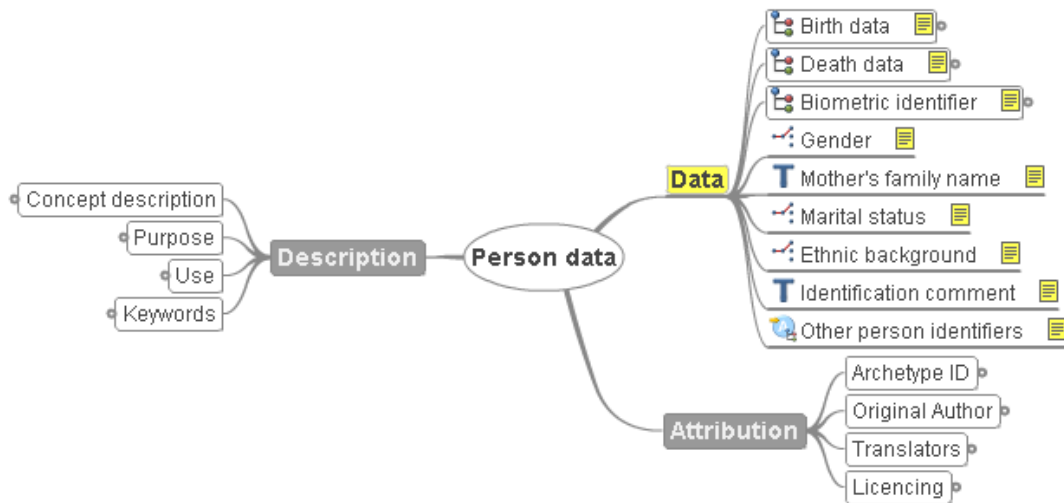 Birth data
Death data
Biometric identifier
Gender
Data
T Mother's family name
Marital status
Ethnic background
T Identification comment
Other person identifiers
Concept description
Purpose
Use
Keywords
Description
Person data
Archetype ID
Original Author
Attribution
Translators
Licencing